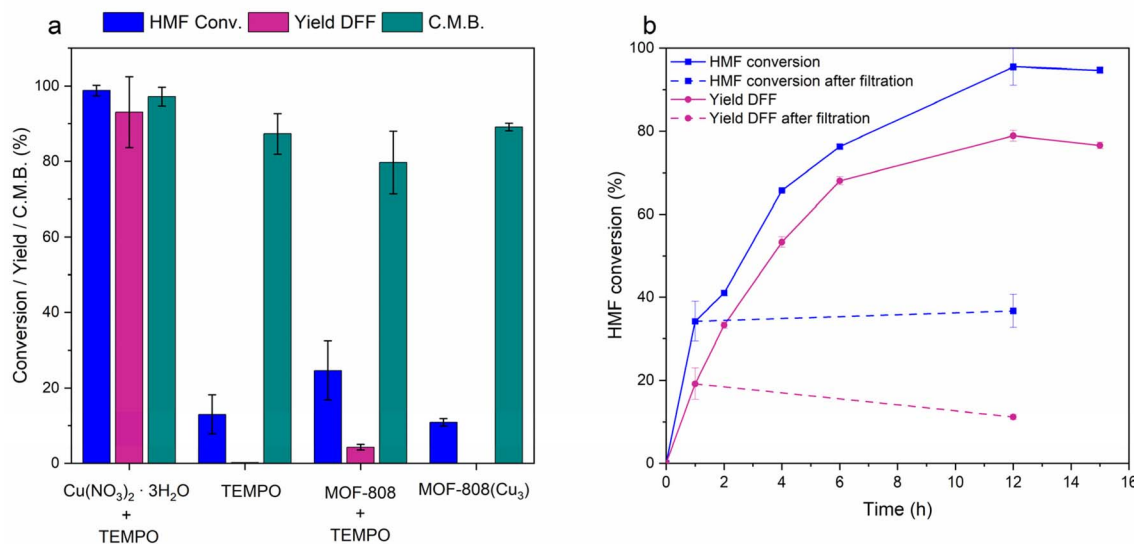 a
HMF Conv.
Yield DFF
C.M.B.
Conversion / Yield / C.M.B. (%)
100
80
60
40
20
0
Cu(NO₃)₂ · 3H₂O
+
TEMPO
TEMPO
MOF-808
+
TEMPO
MOF-808(Cu₃)
b
HMF conversion
HMF conversion after filtration
Yield DFF
Yield DFF after filtration
HMF conversion (%)
100
80
60
40
20
0
0 2 4 6 8 10 12 14 16
Time (h)